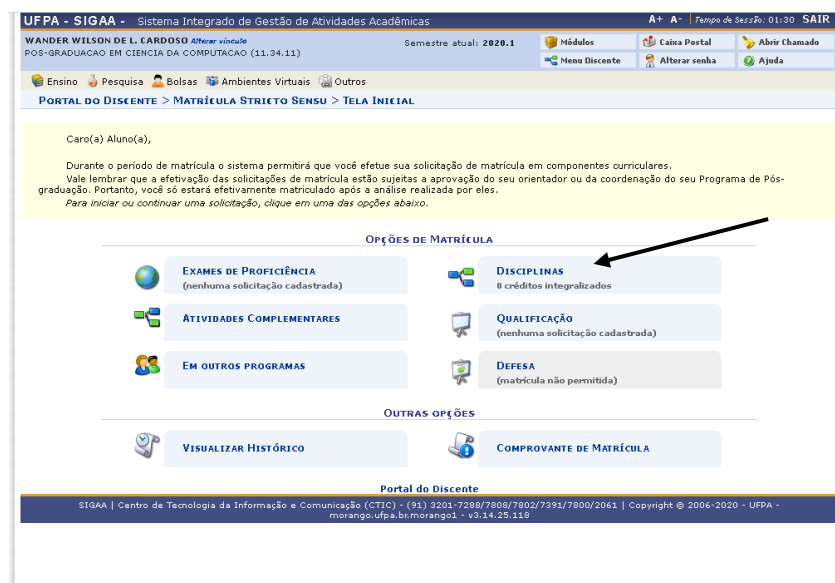 UFPA - SIGAA - Sistema Integrado de Gestão de Atividades Acadêmicas A+ A- Tempo de Sessão: 01:30 SAIR
WANDER WILSON DE L. CARDOSO Alterar vínculo
POS-GRADUACAO EM CIENCIA DA COMPUTACAO (11.34.11)
Semestre atual: 2020.1
Módulos Caixa Postal Abrir Chamado
Menu Discente Alterar senha Ajuda
Ensino Pesquisa Bolsas Ambientes Virtuais Outros
PORTAL DO DISCENTE > MATRÍCULA STRICTO SENSU > TELA INICIAL
Caro(a) Aluno(a),
Durante o período de matrícula o sistema permitirá que você efetue sua solicitação de matrícula em componentes curriculares.
Vale lembrar que a efetivação das solicitações de matrícula estão sujeitas a aprovação do seu orientador ou da coordenação do seu Programa de Pós-
graduação. Portanto, você só estará efetivamente matriculado após a análise realizada por eles.
Para iniciar ou continuar uma solicitação, clique em uma das opções abaixo.
OPÇÕES DE MATRÍCULA
EXAMES DE PROFICIÊNCIA
(nenhuma solicitação cadastrada)
DISCIPLINAS
0 créditos integralizados
ATIVIDADES COMPLEMENTARES
QUALIFICAÇÃO
(nenhuma solicitação cadastrada)
EM OUTROS PROGRAMAS
DEFESA
(matrícula não permitida)
OUTRAS OPÇÕES
VISUALIZAR HISTÓRICO
COMPROVANTE DE MATRÍCULA
Portal do Discente
SIGAA | Centro de Tecnologia da Informação e Comunicação (CTIC) - (91) 3201-7288/7808/7802/7391/7800/2061 | Copyright © 2006-2020 - UFPA -
morango.ufpa.br.morango1 - v3.14.25.118